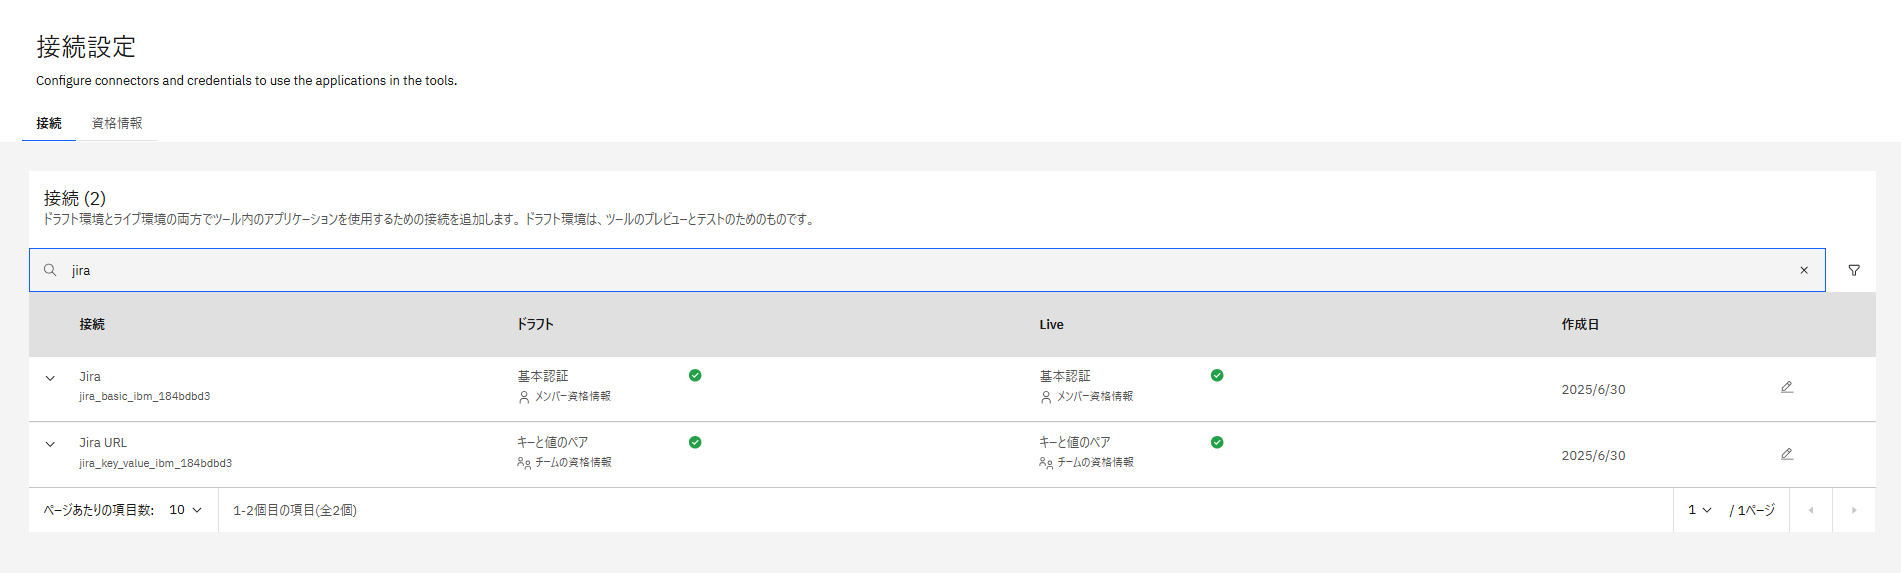 接続設定
Configure connectors and credentials to use the applications in the tools.
接続 資格情報
接続 (2)
ドラフト環境とライブ環境の両方でツール内のアプリケーションを使用するための接続を追加します。ドラフト環境は、ツールのプレビューとテストのためのものです。
jira
接続 ドラフト Live 作成日
Jira 基本認証 基本認証
jira_basic_ibm_184bdbd3 メンバー資格情報 メンバー資格情報 2025/6/30
Jira URL キーと値のペア キーと値のペア
jira_key_value_ibm_184bdbd3 チームの資格情報 チームの資格情報 2025/6/30
ページあたりの項目数: 10 1-2個目の項目(全2個) 1 / 1ページ